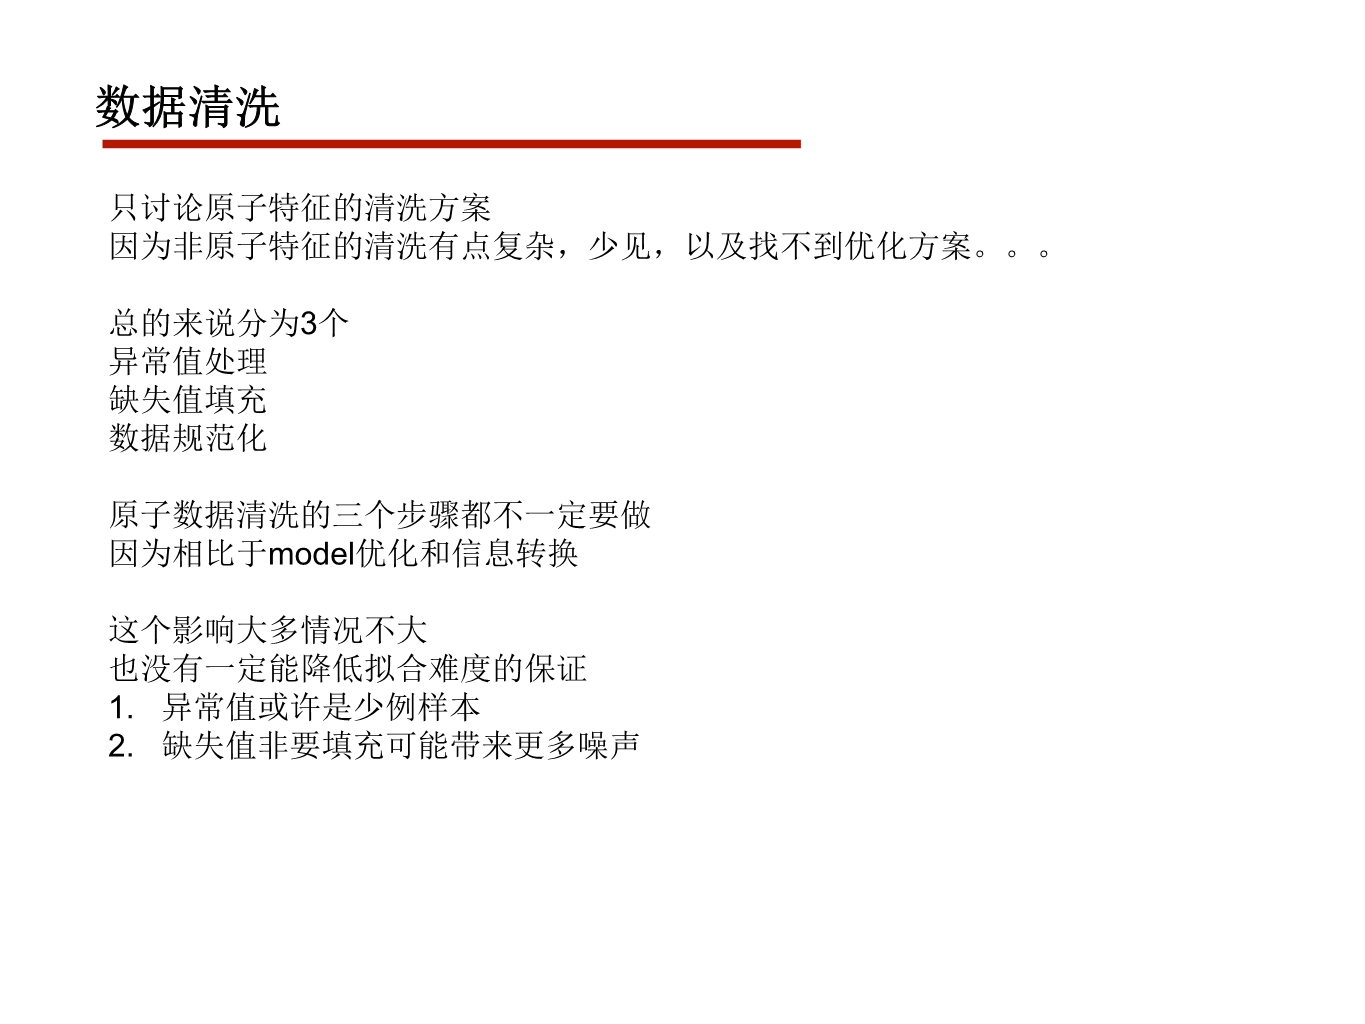 数据清洗
只讨论原子特征的清洗方案
因为非原子特征的清洗有点复杂，少见，以及找不到优化方案。。。
总的来说分为3个
异常值处理
缺失值填充
数据规范化
原子数据清洗的三个步骤都不一定要做
因为相比于model优化和信息转换
这个影响大多情况不大
也没有一定能降低拟合难度的保证
1. 异常值或许是少例样本
2. 缺失值非要填充可能带来更多噪声